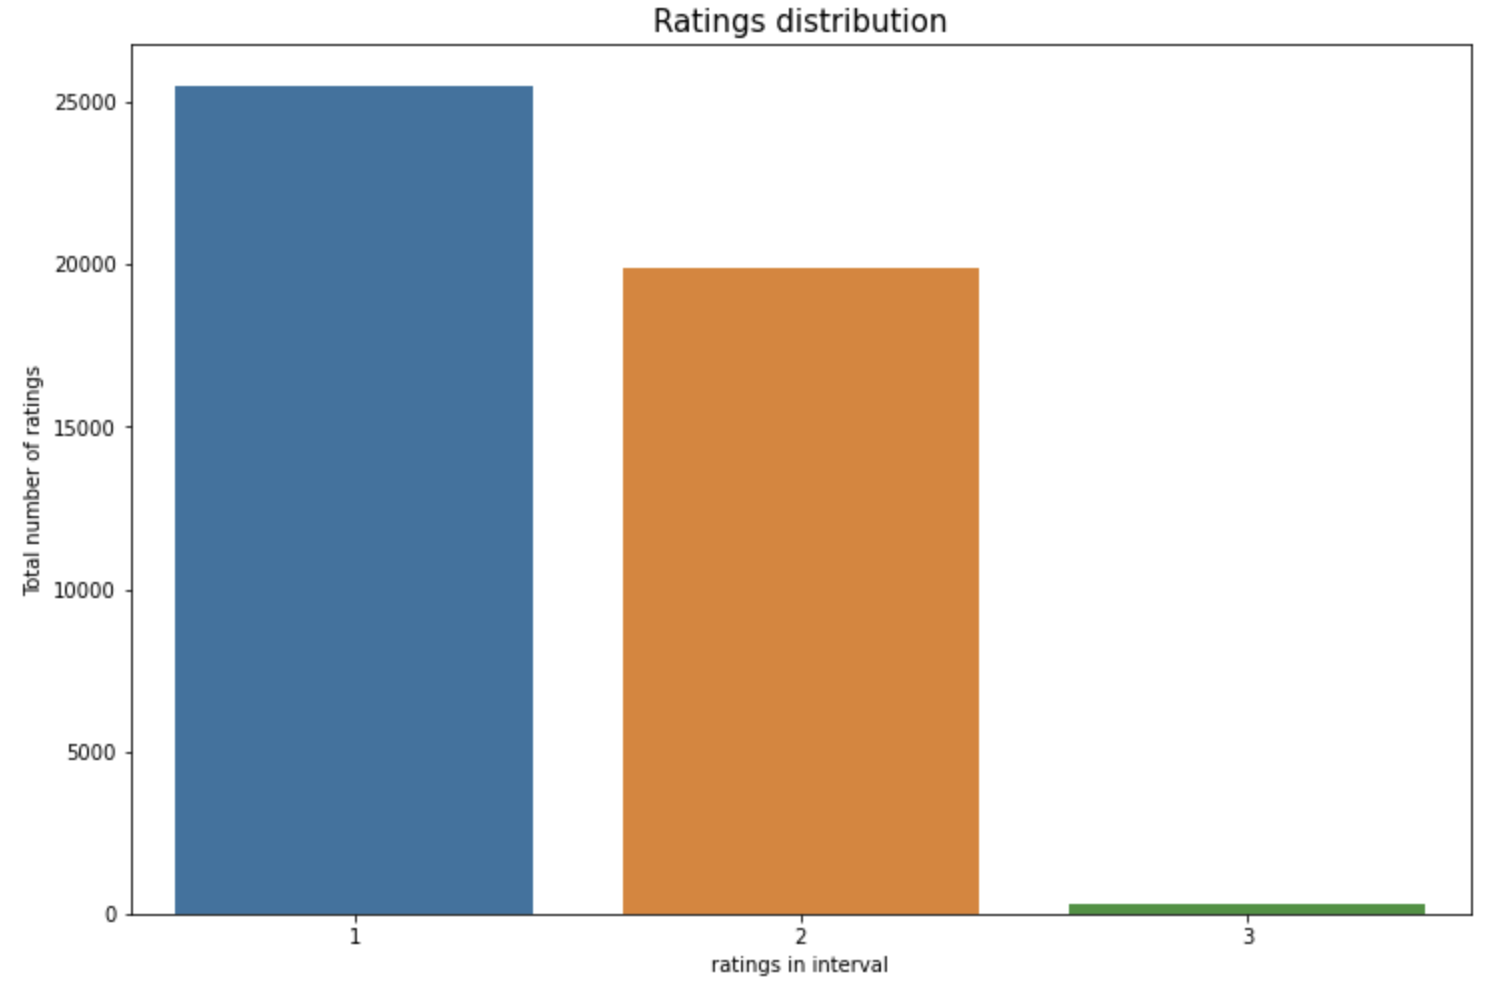 Ratings distribution
25000
20000
15000
10000
5000
0
Total number of ratings
1 2 3
ratings in interval